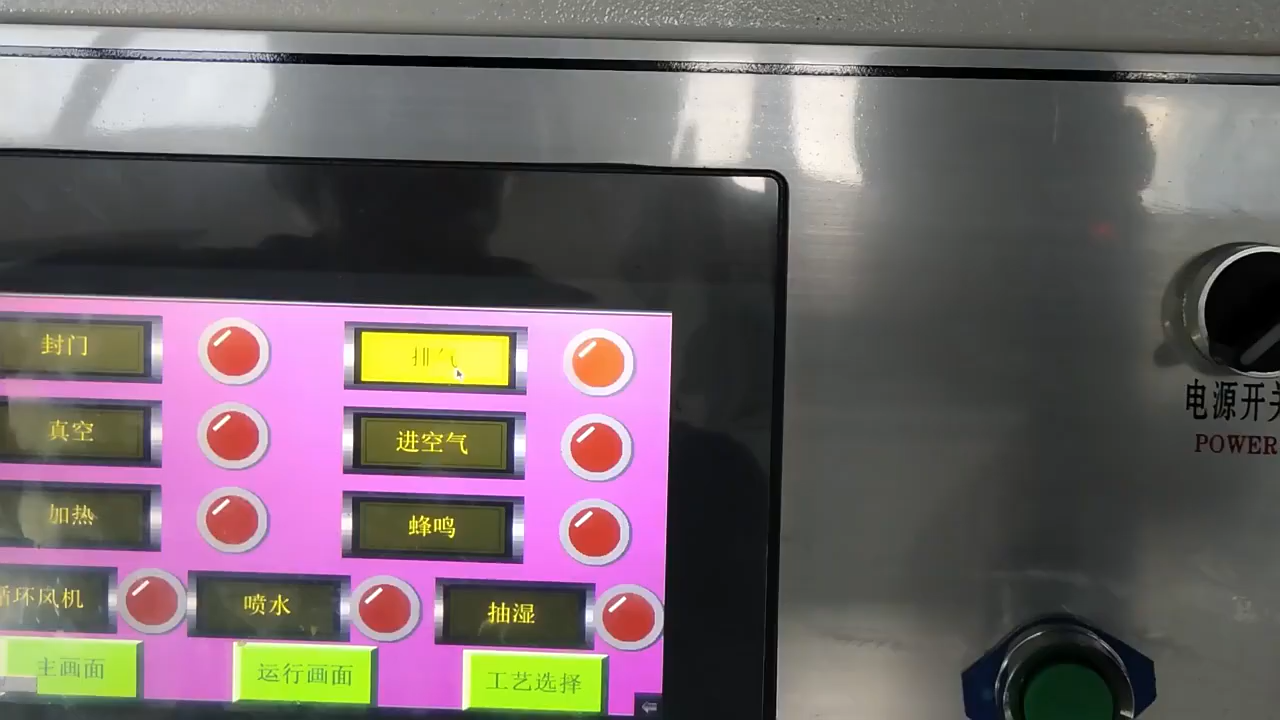 封门 排气
真空 进空气
加热 蜂鸣
循环风机 喷水 抽湿
主画面 运行画面 工艺选择
电源开关
POWER